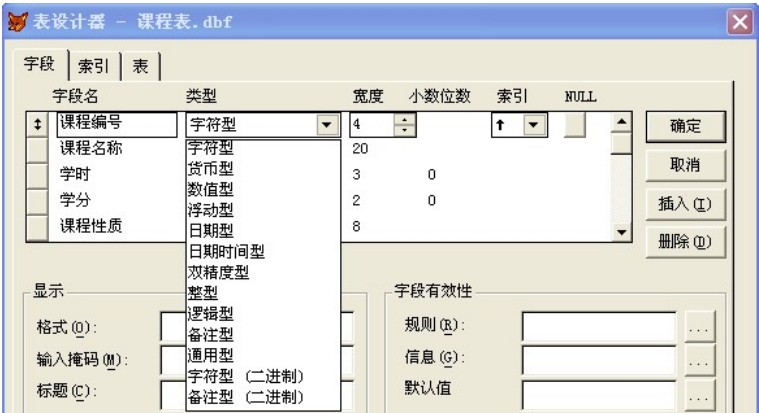 表设计器 - 课程表.dbf
字段 索引 表
字段名 类型 宽度 小数位数 索引 NULL
课程编号 字符型 4 ↑ 确定
课程名称 字符型 20
学时 货币型 3 0 取消
学分 数值型 2 0 插入(I)
浮动型
课程性质 日期型 8 删除(D)
日期时间型
双精度型
显示 整型 字段有效性
格式(O): 逻辑型 规则(R): ...
备注型
输入掩码(M): 通用型 信息(G): ...
字符型 (二进制)
标题(C): 备注型 (二进制) 默认值 ...